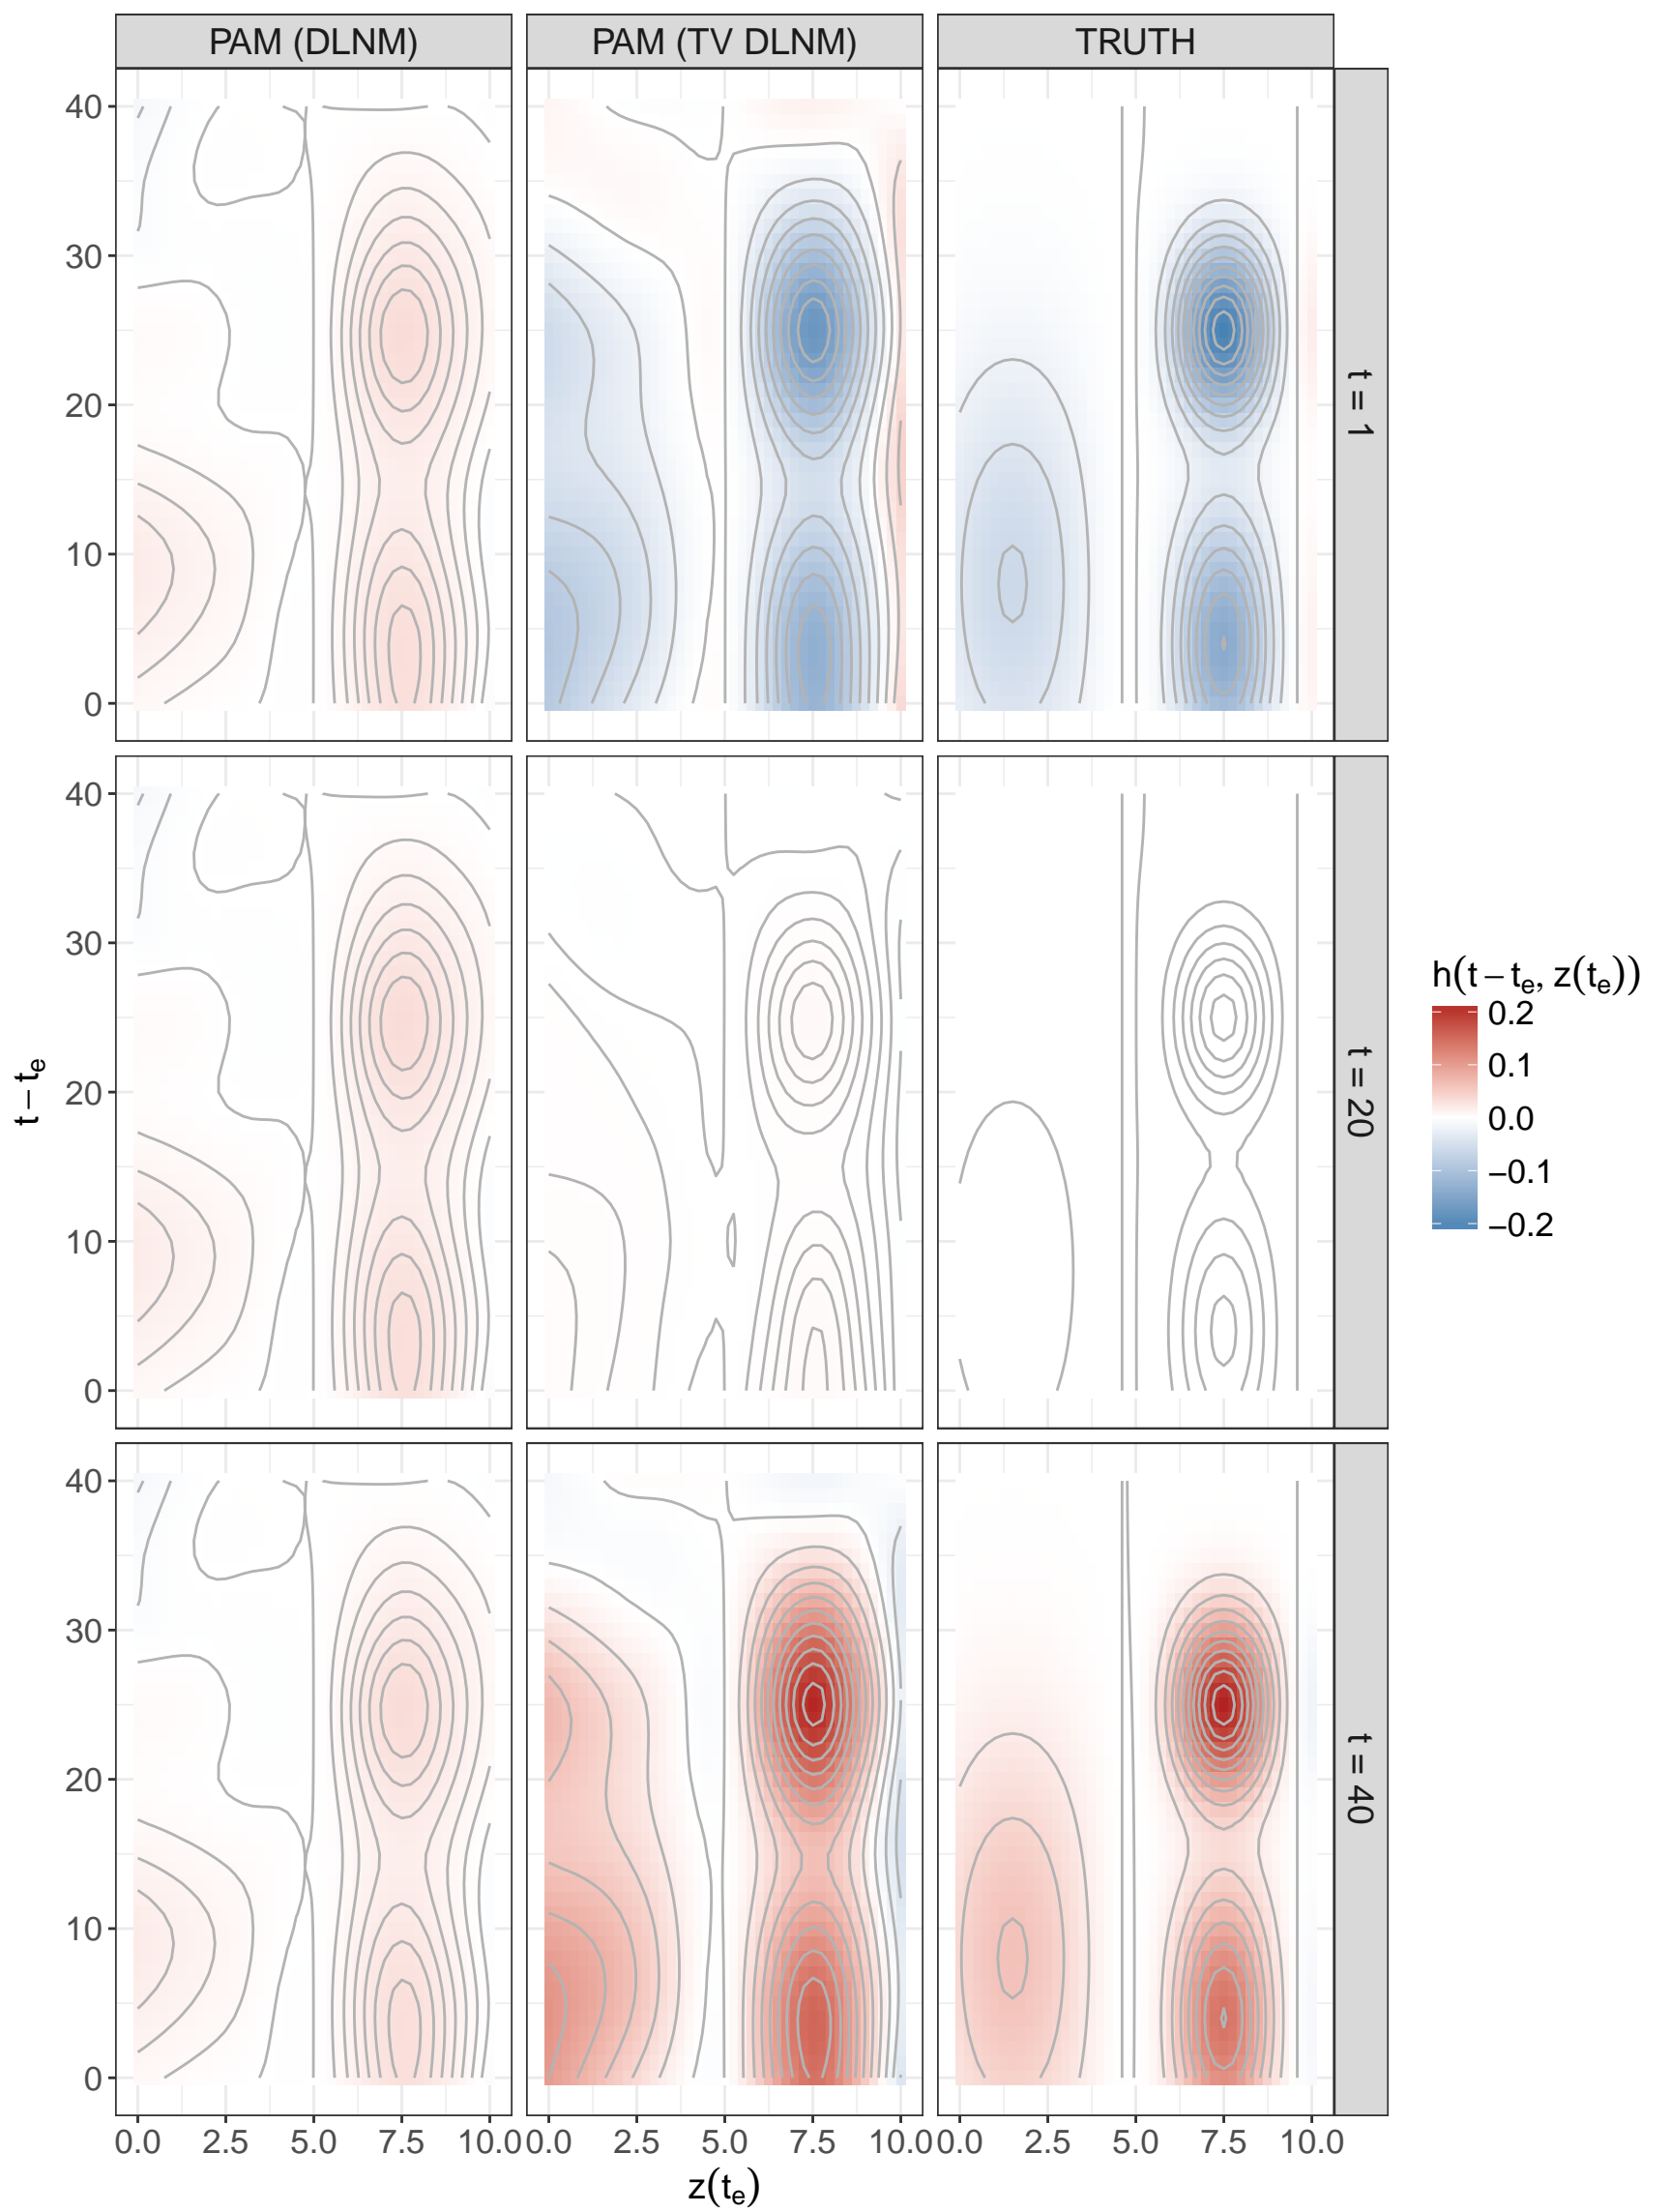 PAM (DLNM) PAM (TV DLNM) TRUTH
40
30
20
10
0
t = 1
40
30
20
10
0
t = 20
40
30
20
10
0
t = 40
t − tₑ
0.0 2.5 5.0 7.5 10.0 0.0 2.5 5.0 7.5 10.0 0.0 2.5 5.0 7.5 10.0
z(tₑ)
h(t − tₑ, z(tₑ))
0.2
0.1
0.0
−0.1
−0.2